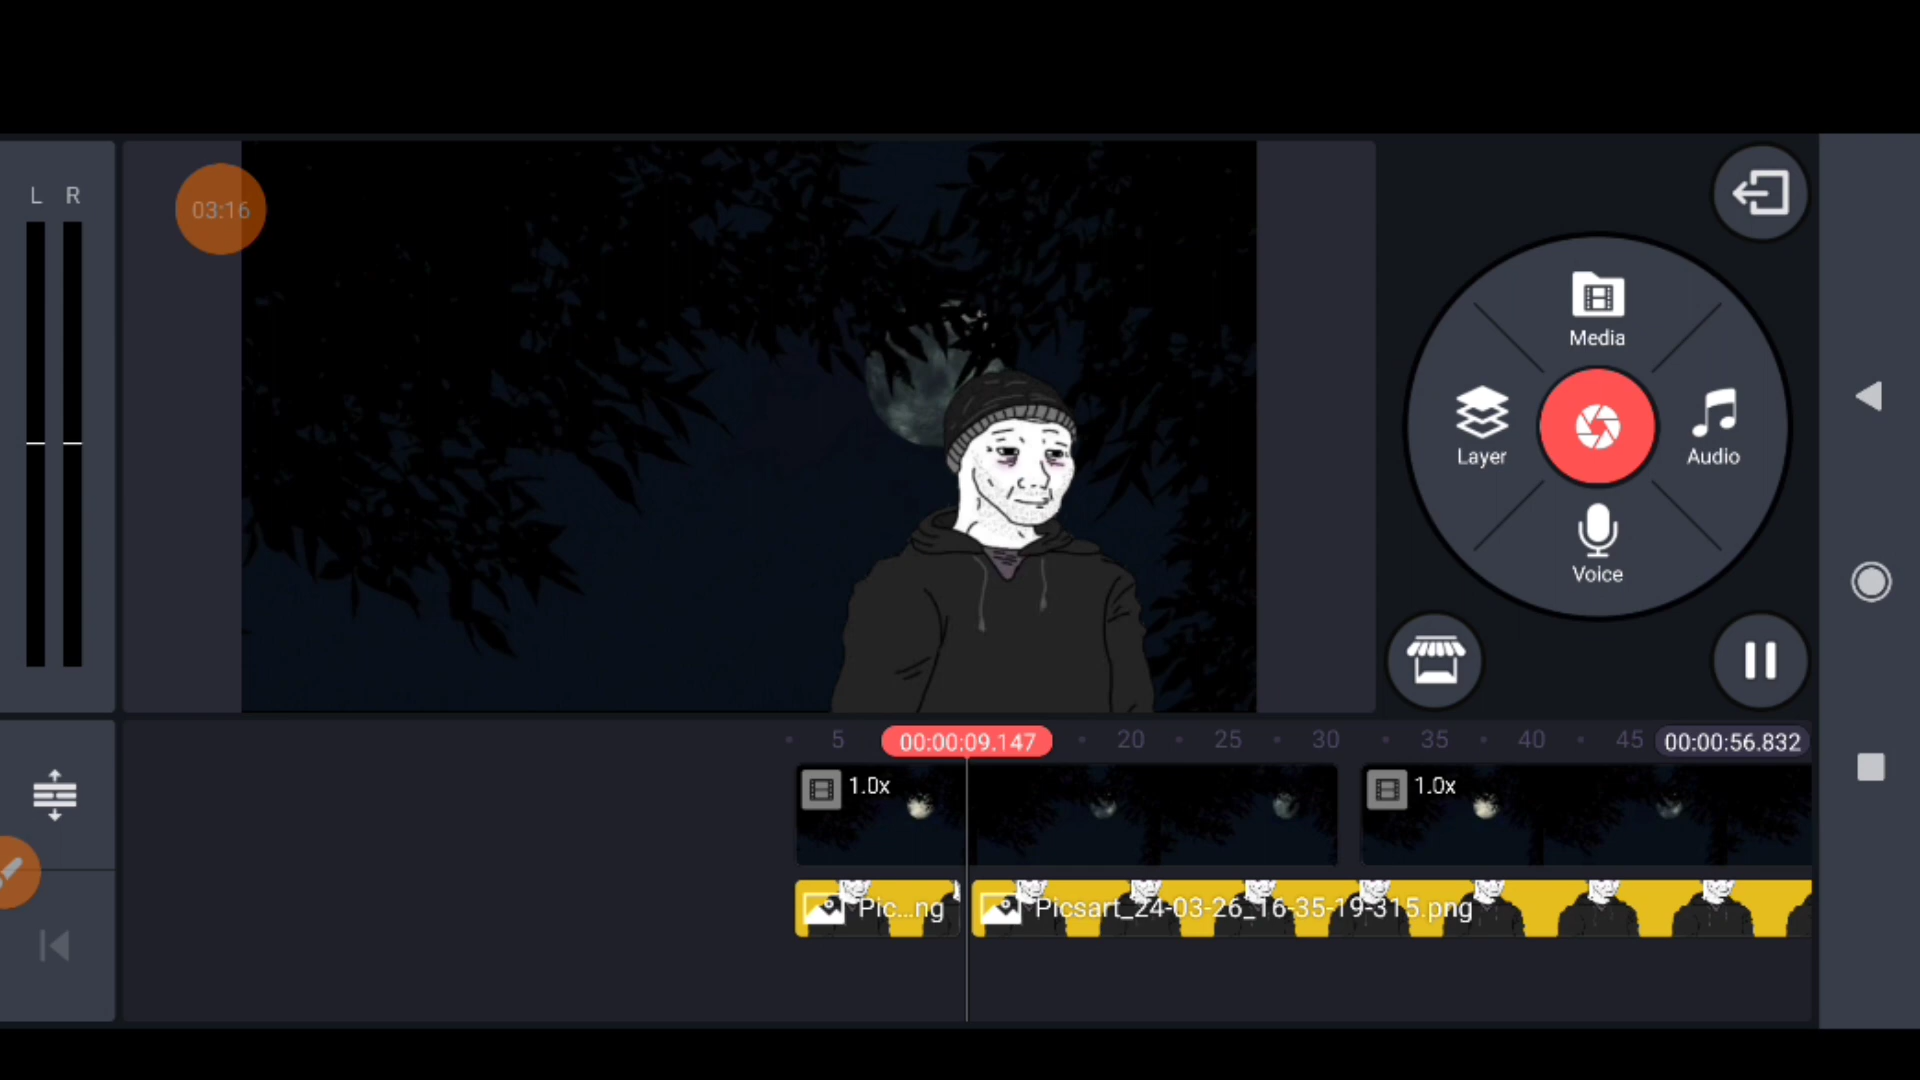 L R
03:16
Media
Layer
Audio
Voice
5 00:00:09.147 20 25 30 35 40 45 00:00:56.832
1.0x 1.0x
Pic...ng Picsart_24-03-26_16-35-19-315.png